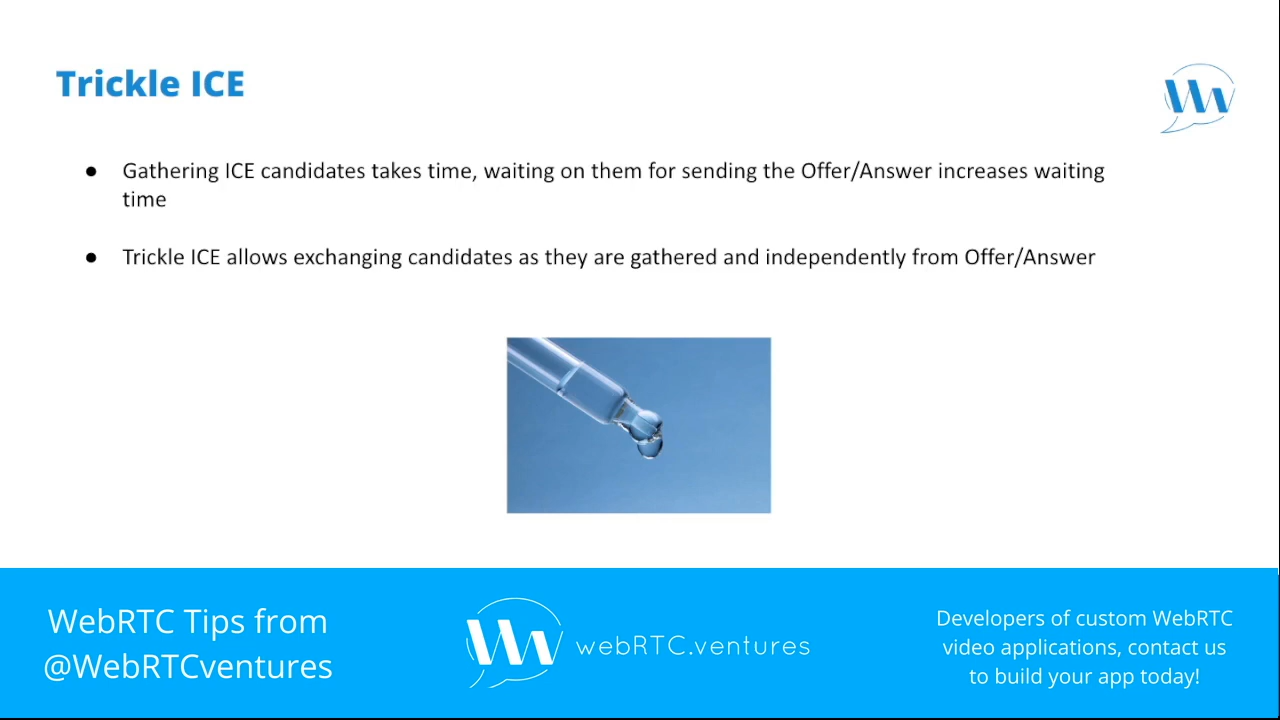 Trickle ICE
● Gathering ICE candidates takes time, waiting on them for sending the Offer/Answer increases waiting
time
● Trickle ICE allows exchanging candidates as they are gathered and independently from Offer/Answer
WebRTC Tips from
@WebRTCventures
webRTC.ventures
Developers of custom WebRTC
video applications, contact us
to build your app today!